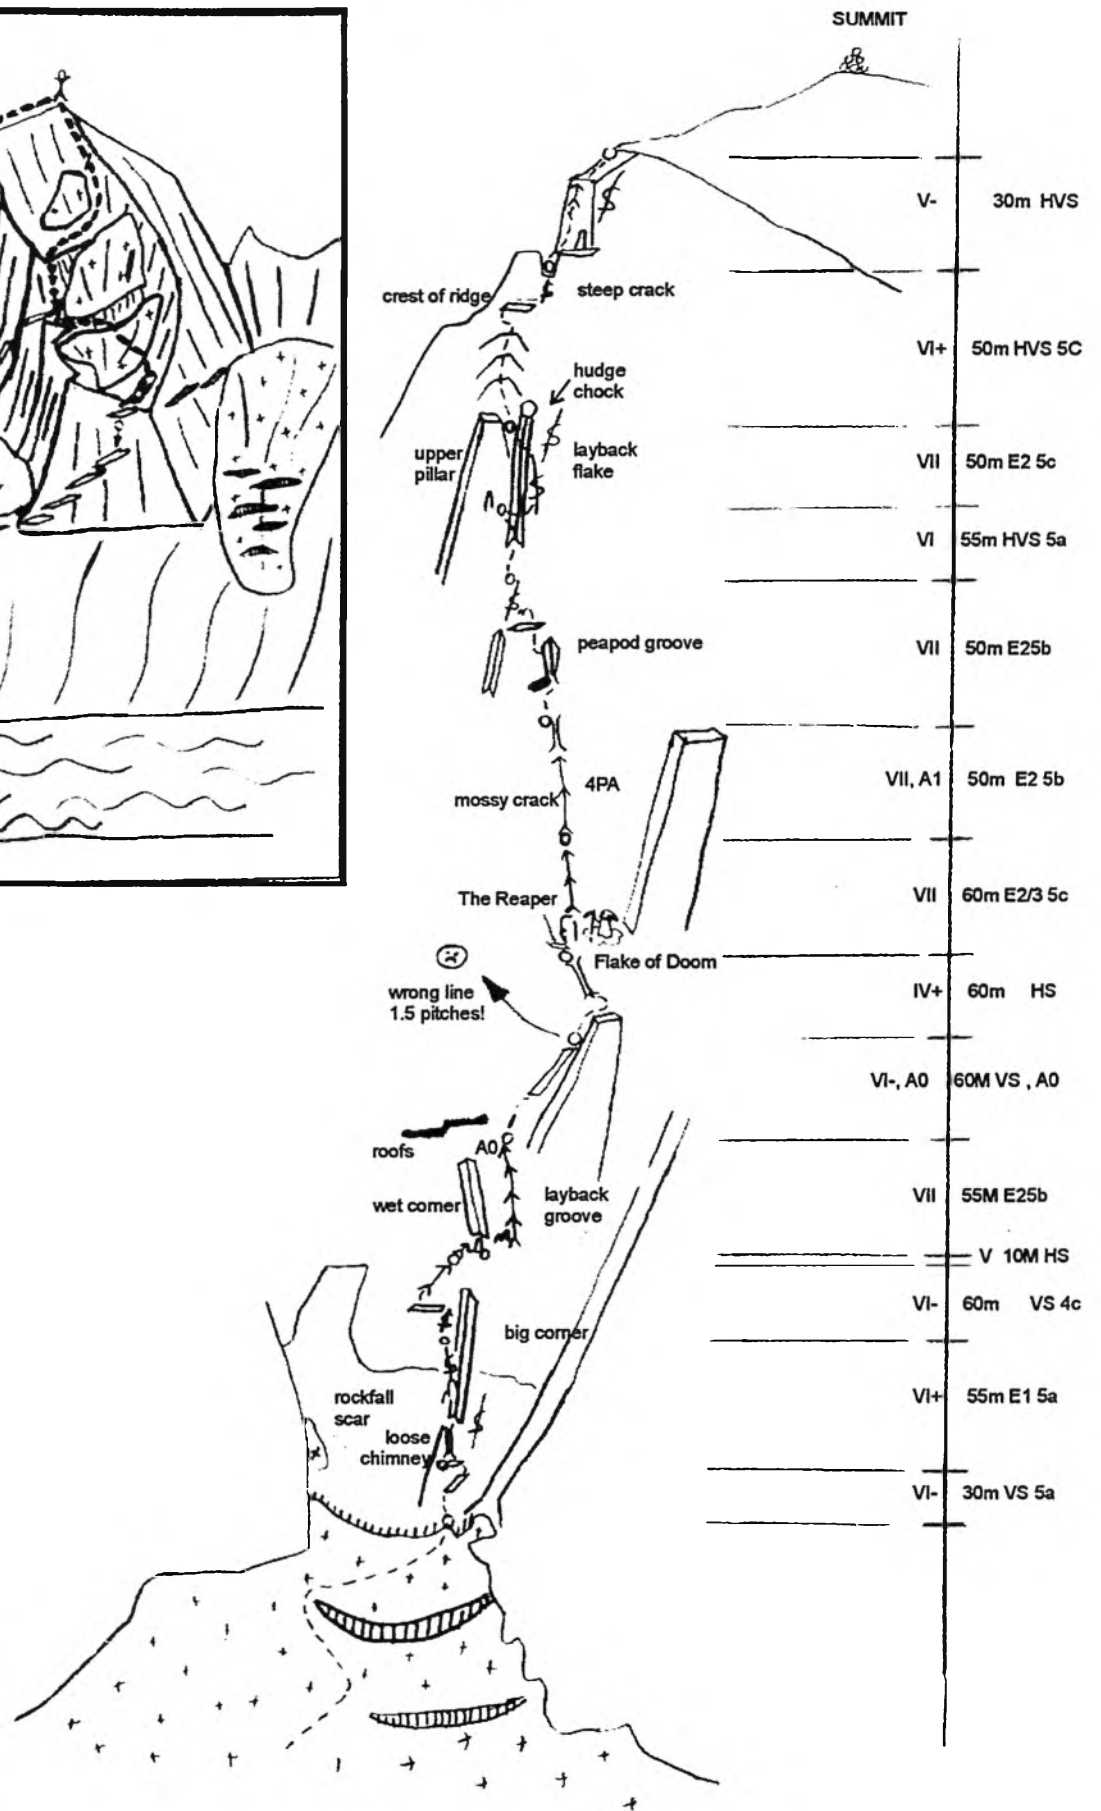 SUMMIT
V- 30m HVS
crest of ridge
steep crack
VI+ 50m HVS 5C
hudge
chock
upper
pillar
layback
flake
VII 50m E2 5c
VI 55m HVS 5a
peapod groove
VII 50m E25b
4PA
mossy crack
VII, A1 50m E2 5b
The Reaper
VII 60m E2/3 5c
Flake of Doom
wrong line
1.5 pitches!
IV+ 60m HS
VI-, A0 60M VS , A0
roofs
A0
wet corner
layback
groove
VII 55M E25b
V 10M HS
VI- 60m VS 4c
big corner
rockfall
scar
VI+ 55m E1 5a
loose
chimney
VI- 30m VS 5a